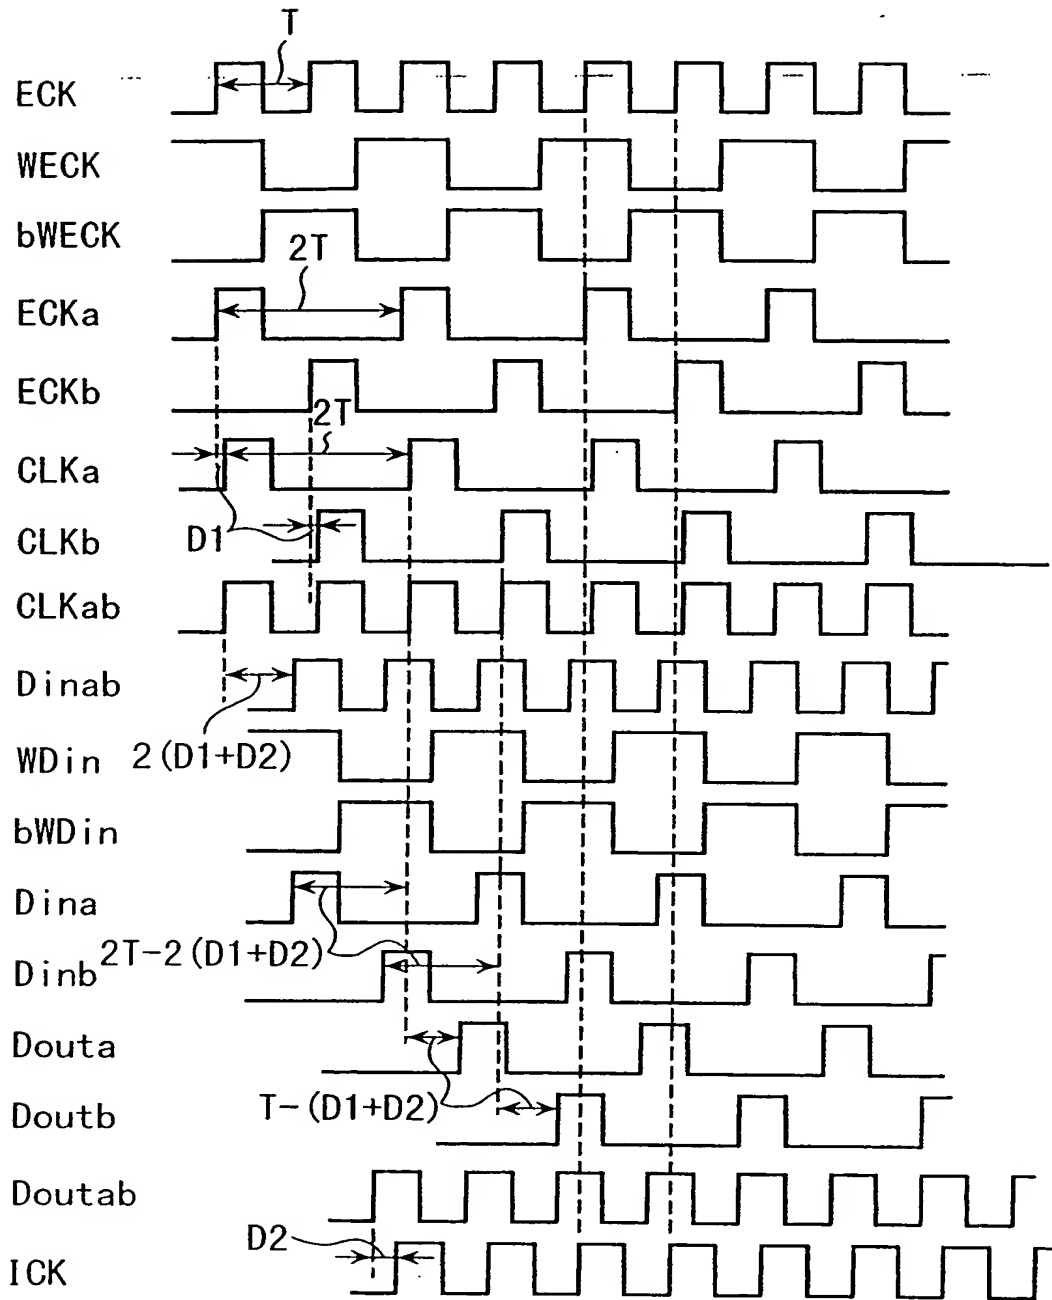 T
ECK
WECK
bWECK
2T
ECKa
ECKb
2T
CLKa
D1
CLKb
CLKab
Dinab
2(D1+D2)
WDin
bWDin
Dina
2T-2(D1+D2)
Dinb
Douta
T-(D1+D2)
Doutb
Doutab
D2
ICK